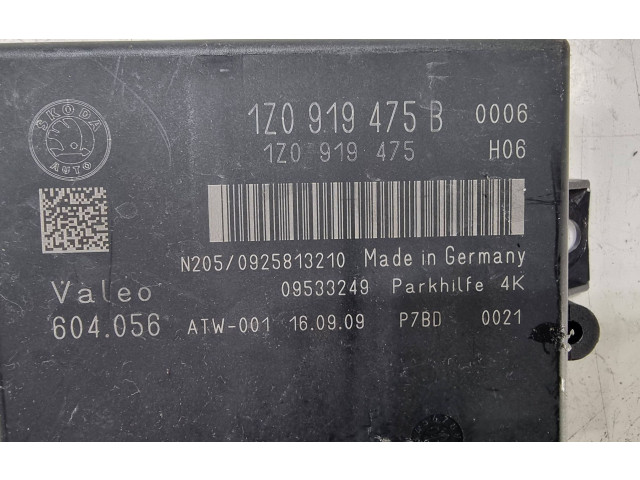 SKODA
AUTO
1Z0 919 475 B 0006
1Z0 919 475 H06
N205/0925813210 Made in Germany
Valeo 09533249 Parkhilfe 4K
604.056 ATW-001 16.09.09 P7BD 0021